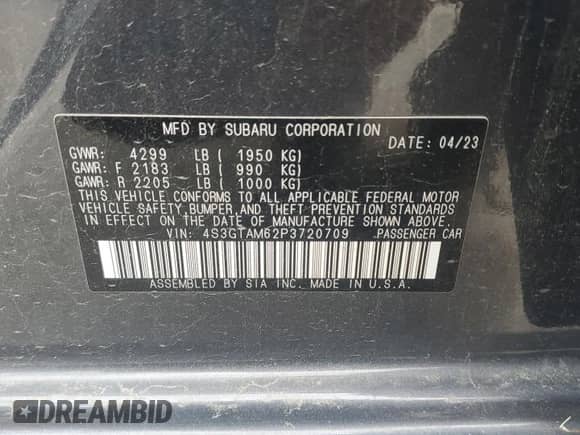 MFD BY SUBARU CORPORATION
DATE: 04/23
GVWR: 4299 LB ( 1950 KG)
GAWR: F 2183 LB ( 990 KG)
GAWR: R 2205 LB ( 1000 KG)
THIS VEHICLE CONFORMS TO ALL APPLICABLE FEDERAL MOTOR
VEHICLE SAFETY,BUMPER,AND THEFT PREVENTION STANDARDS
IN EFFECT ON THE DATE OF MANUFACTURE SHOWN ABOVE.
VIN: 4S3GTAM62P3720709 ,PASSENGER CAR
ASSEMBLED BY SIA INC. MADE IN U.S.A.
DREAMBID